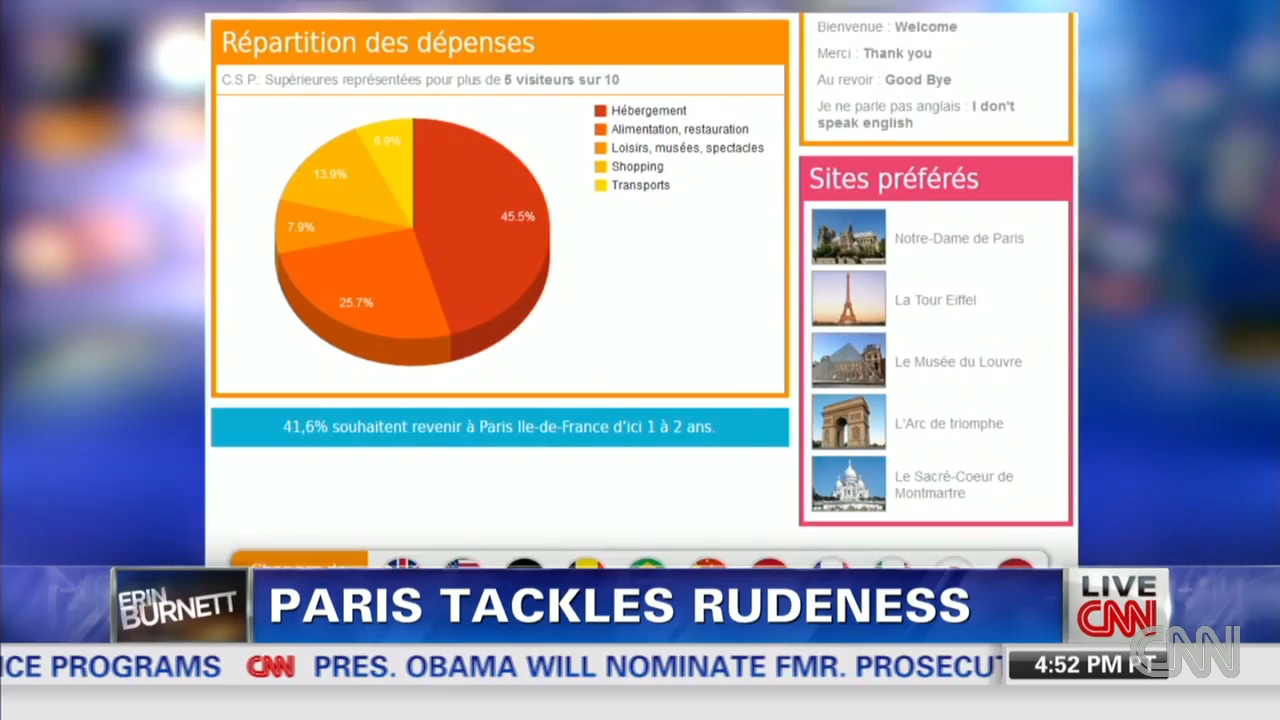 Répartition des dépenses
C.S.P.: Supérieures représentées pour plus de 5 visiteurs sur 10
6.9%
13.9%
7.9%
25.7%
45.5%
Hébergement
Alimentation, restauration
Loisirs, musées, spectacles
Shopping
Transports
41,6% souhaitent revenir à Paris Ile-de-France d'ici 1 à 2 ans.
Bienvenue : Welcome
Merci : Thank you
Au revoir : Good Bye
Je ne parle pas anglais : I don't
speak english
Sites préférés
Notre-Dame de Paris
La Tour Eiffel
Le Musée du Louvre
L'Arc de triomphe
Le Sacré-Coeur de
Montmartre
ERIN
BURNETT
PARIS TACKLES RUDENESS
LIVE
CNN
ICE PROGRAMS CNN PRES. OBAMA WILL NOMINATE FMR. PROSECUT
4:52 PM PT
CNN